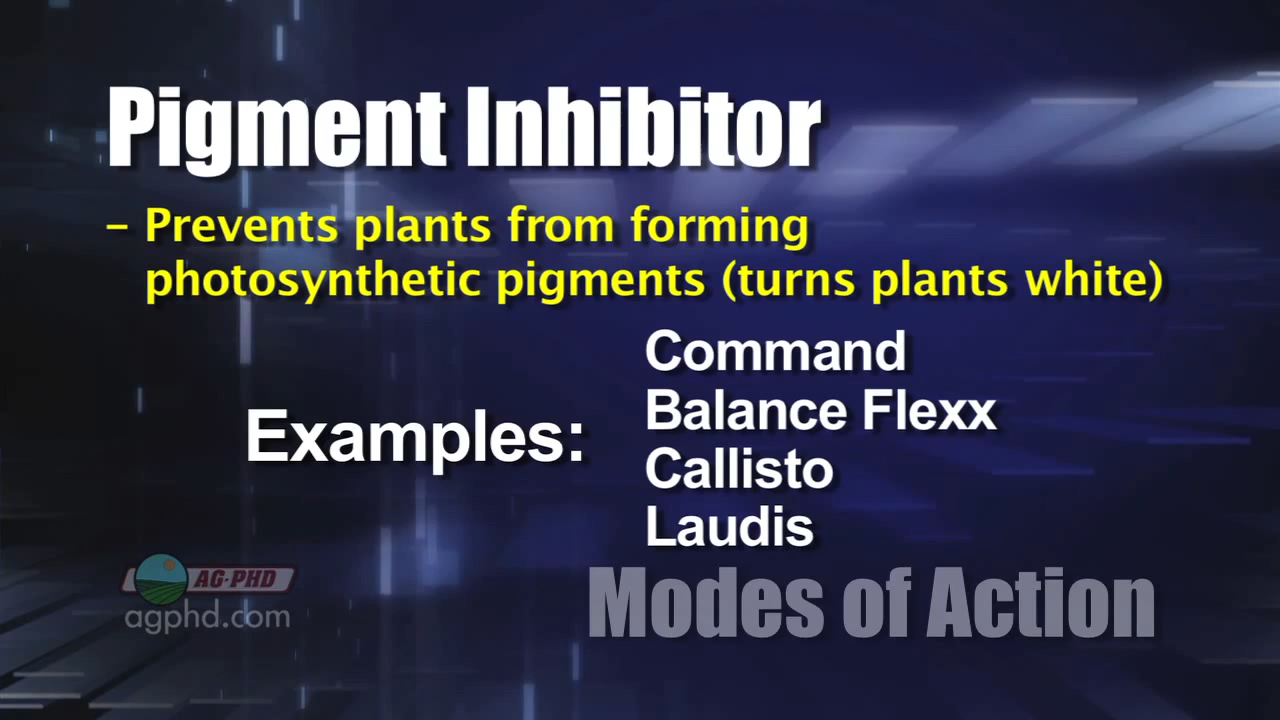 Pigment Inhibitor
– Prevents plants from forming
photosynthetic pigments (turns plants white)
Examples:
Command
Balance Flexx
Callisto
Laudis
AG·PHD
agphd.com
Modes of Action